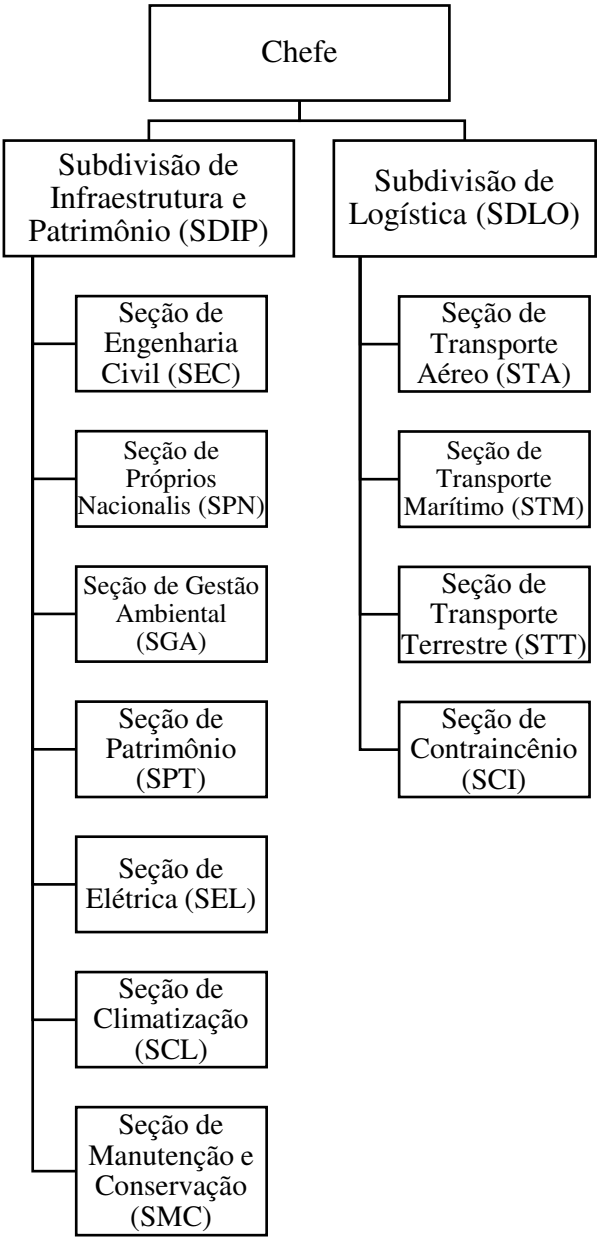 Chefe
Subdivisão de
Infraestrutura e
Patrimônio (SDIP)
Seção de
Engenharia
Civil (SEC)
Seção de
Próprios
Nacionalis (SPN)
Seção de Gestão
Ambiental
(SGA)
Seção de
Patrimônio
(SPT)
Seção de
Elétrica (SEL)
Seção de
Climatização
(SCL)
Seção de
Manutenção e
Conservação
(SMC)
Subdivisão de
Logística (SDLO)
Seção de
Transporte
Aéreo (STA)
Seção de
Transporte
Marítimo (STM)
Seção de
Transporte
Terrestre (STT)
Seção de
Contraincênio
(SCI)